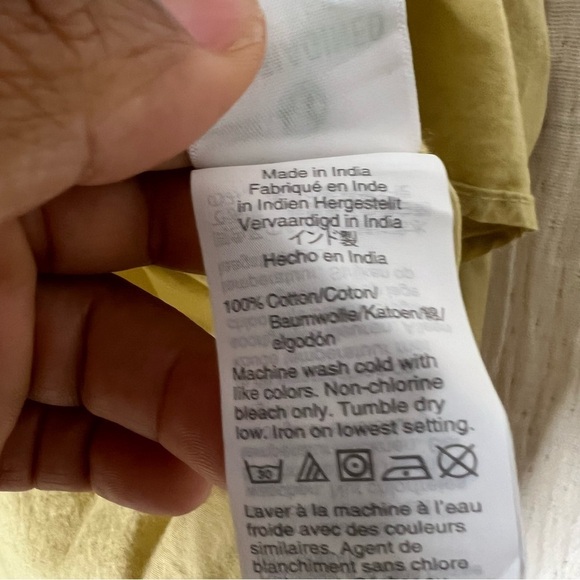 Made in India
Fabriqué en Inde
in Indien Hergestellt
Vervaardigd in India
インド製
Hecho en India
100% Cotton/Coton/
Baumwolle/Katoen/綿/
algodón
Machine wash cold with
like colors. Non-chlorine
bleach only. Tumble dry
low. Iron on lowest setting.
30
Laver à la machine à l'eau
froide avec des couleurs
similaires. Agent de
blanchiment sans chlore